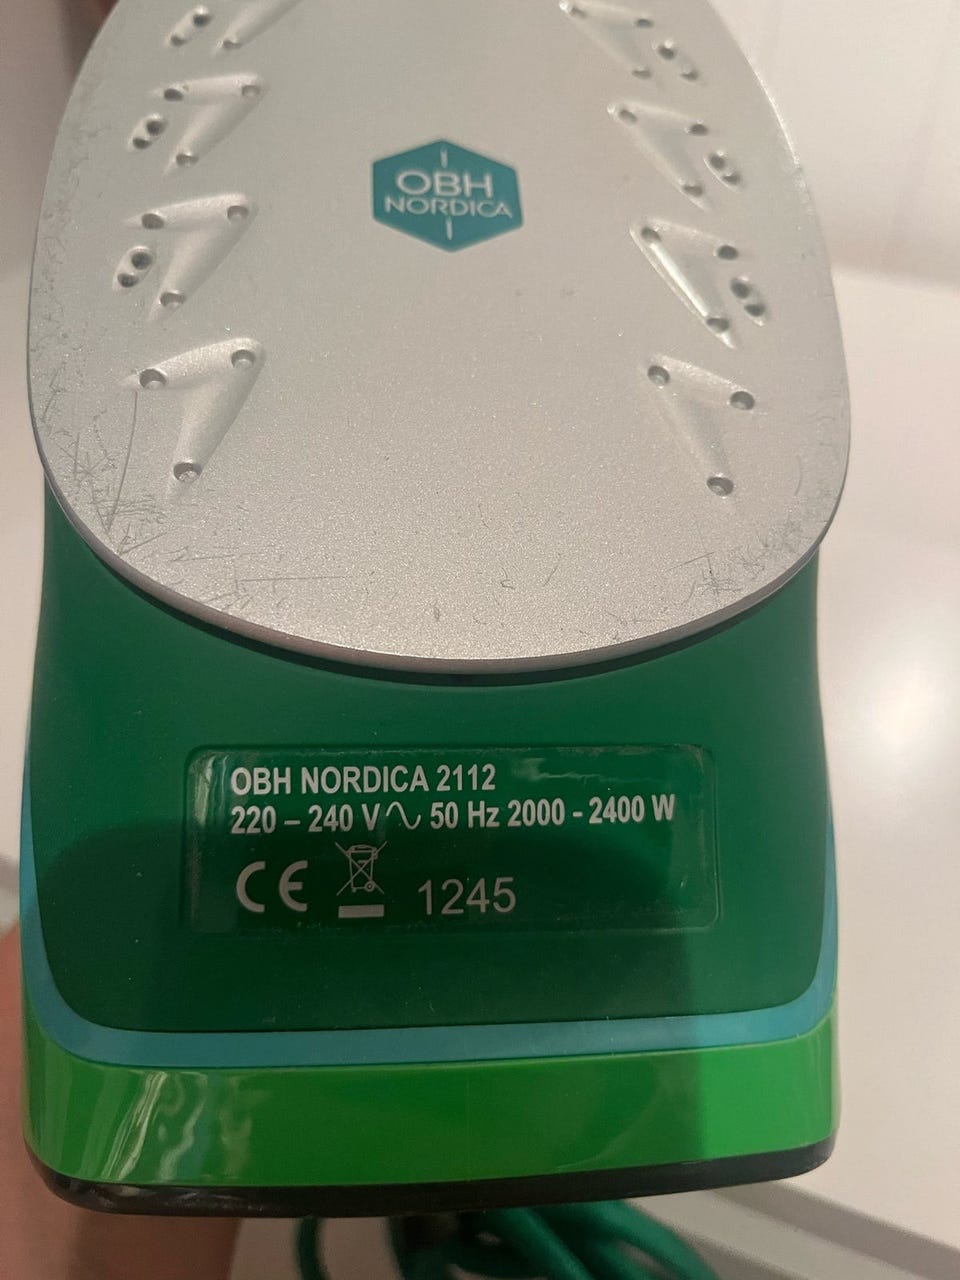 OBH
NORDICA
OBH NORDICA 2112
220 – 240 V ∿ 50 Hz 2000 - 2400 W
CE 1245